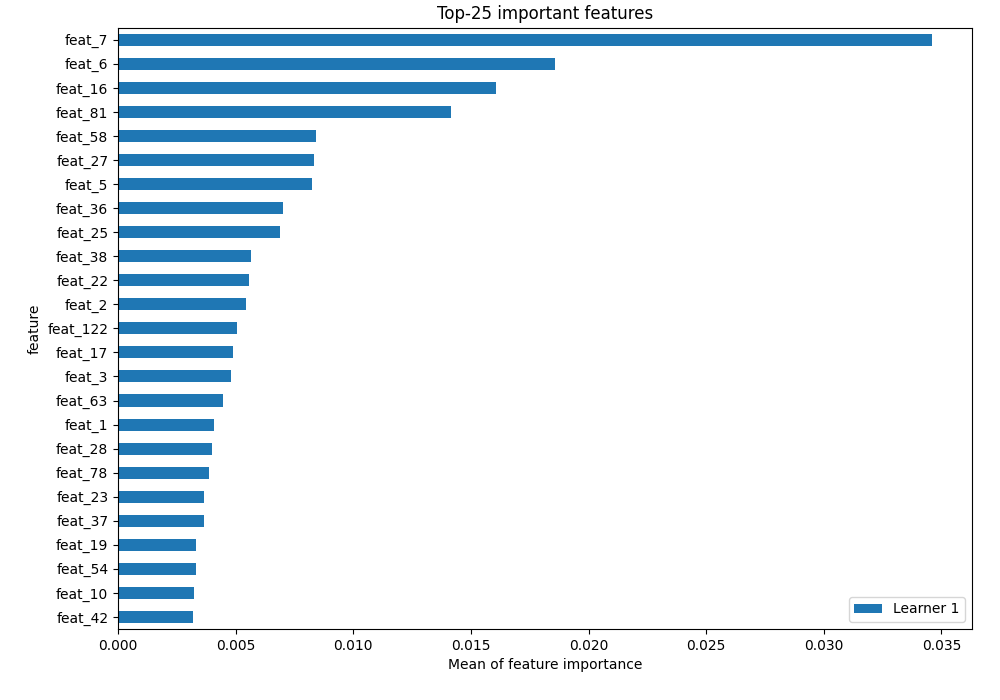 Top-25 important features
feat_7
feat_6
feat_16
feat_81
feat_58
feat_27
feat_5
feat_36
feat_25
feat_38
feat_22
feat_2
feat_122
feat_17
feat_3
feat_63
feat_1
feat_28
feat_78
feat_23
feat_37
feat_19
feat_54
feat_10
feat_42
feature
Learner 1
0.000 0.005 0.010 0.015 0.020 0.025 0.030 0.035
Mean of feature importance